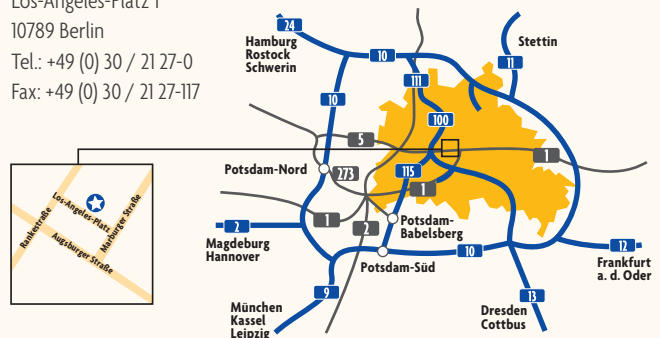 Los-Angeles-Platz 1
10789 Berlin
Tel.: +49 (0) 30 / 21 27-0
Fax: +49 (0) 30 / 21 27-117
24
Hamburg
Rostock
Schwerin
10
Stettin
11
111
10
100
5
1
Potsdam-Nord
273
115
1
1
2
2
Potsdam-
Babelsberg
Magdeburg
Hannover
Potsdam-Süd
10
12
Frankfurt
a. d. Oder
9
13
München
Kassel
Leipzig
Dresden
Cottbus
Los-Angeles-Platz
Marburger Straße
Rankestraße
Augsburger Straße